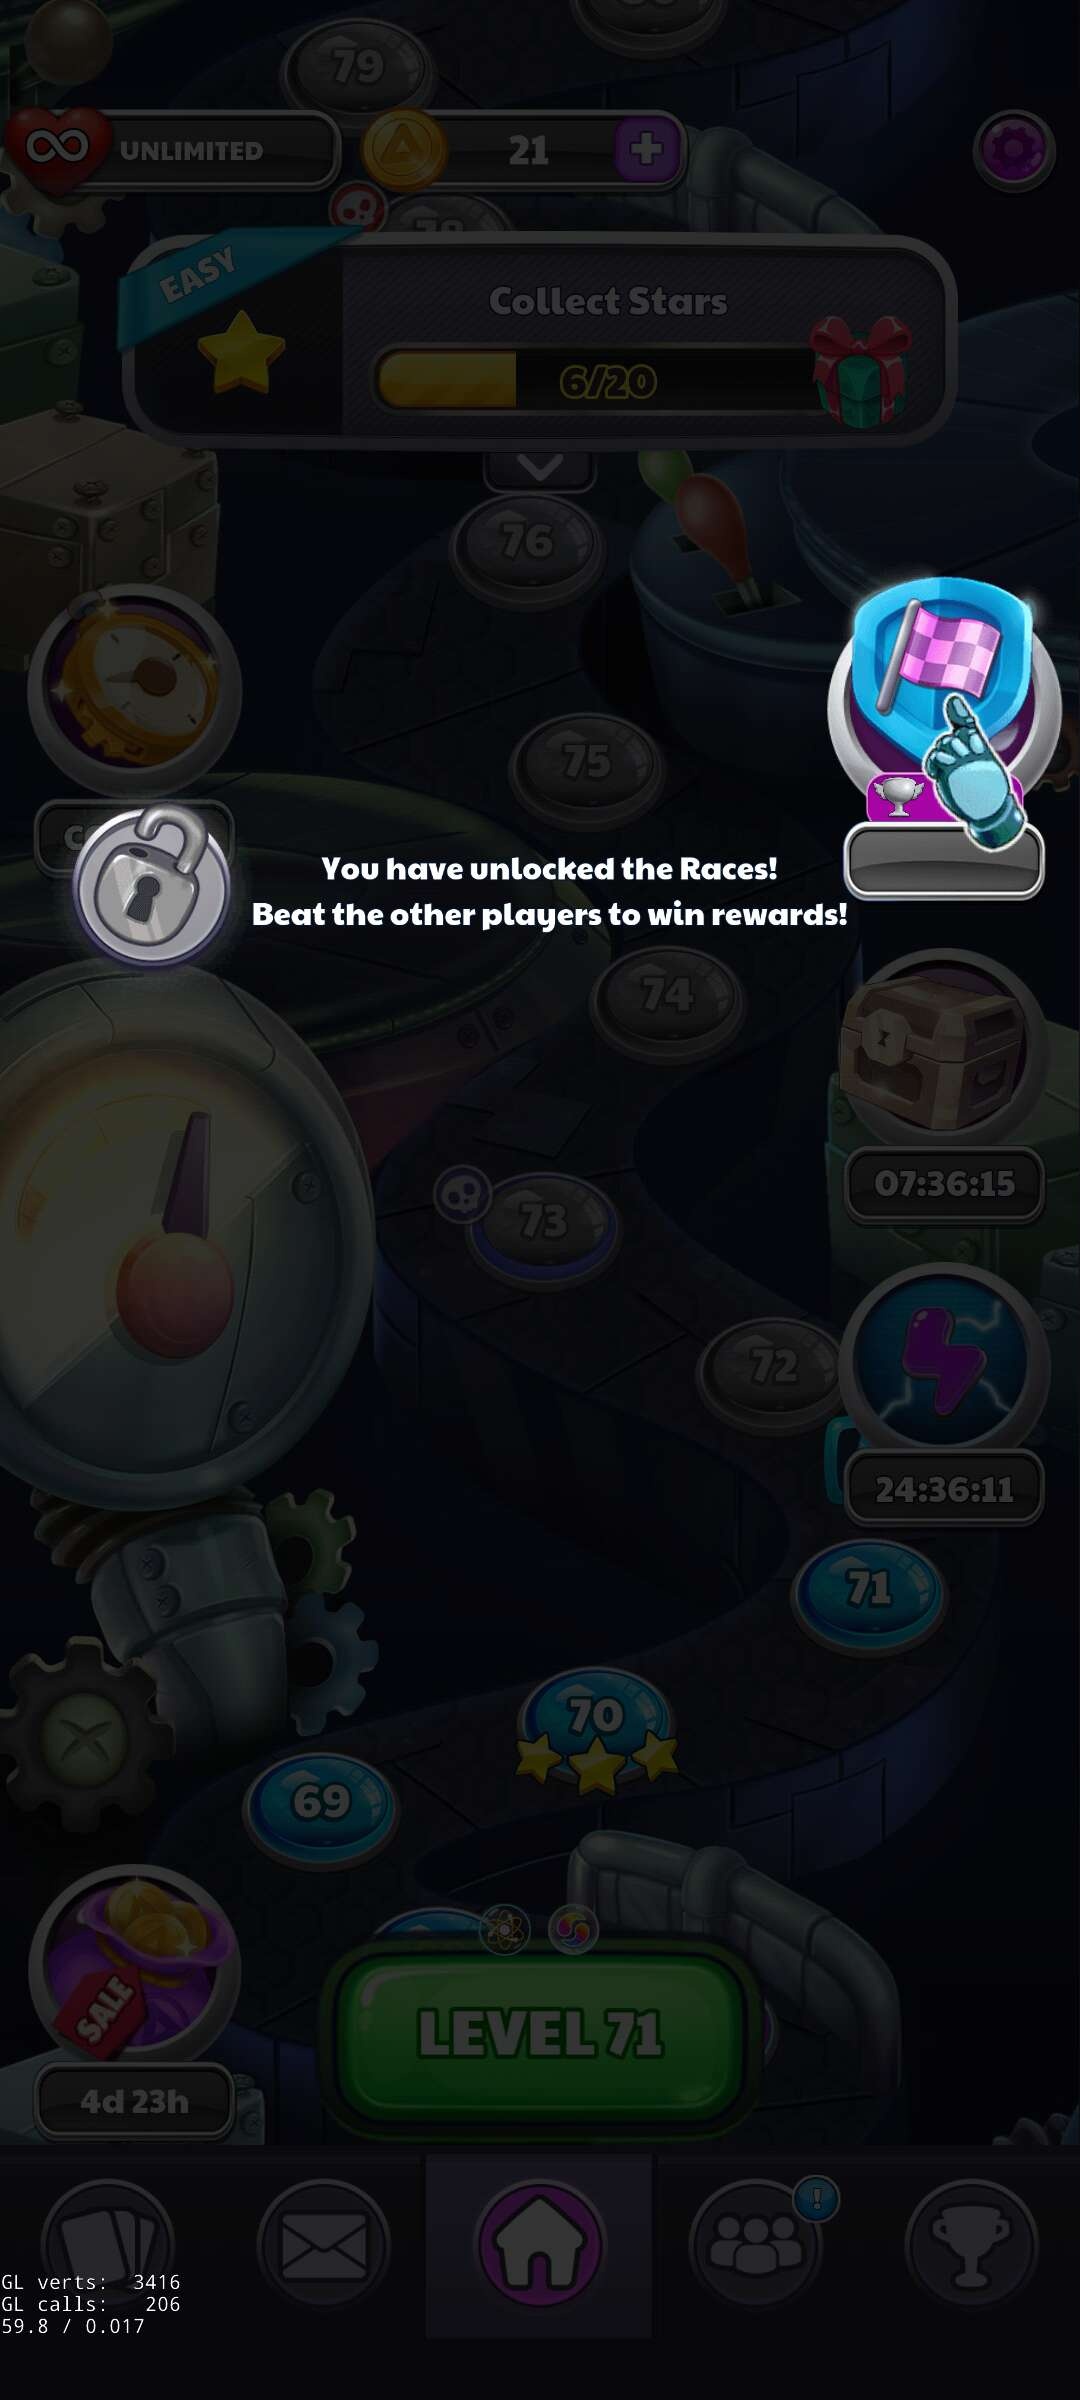 79
UNLIMITED
21
78
EASY
Collect Stars
6/20
76
75
You have unlocked the Races!
Beat the other players to win rewards!
74
07:36:15
73
72
24:36:11
71
70
69
SALE
LEVEL 71
4d 23h
GL verts: 3416
GL calls: 206
59.8 / 0.017